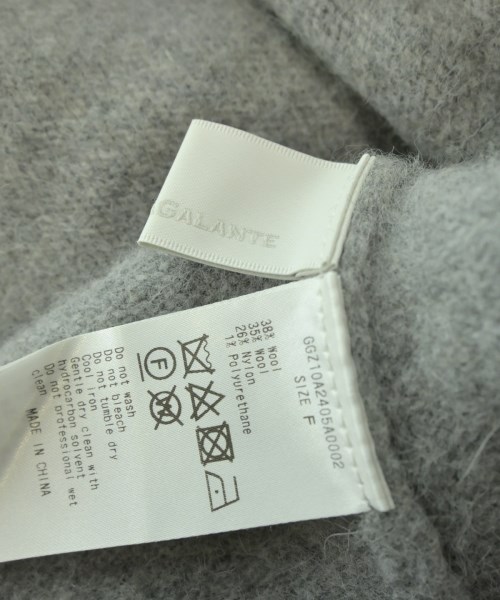 GALANTE
GGZ10A2405A0002
SIZE F
38% Wool
35% Wool
26% Nylon
1% Polyurethane
F
Do not wash
Do not bleach
Do not tumble dry
Cool iron
Gentle dry clean with
hydrocarbon solvent
Do not professional wet
clean
MADE IN CHINA